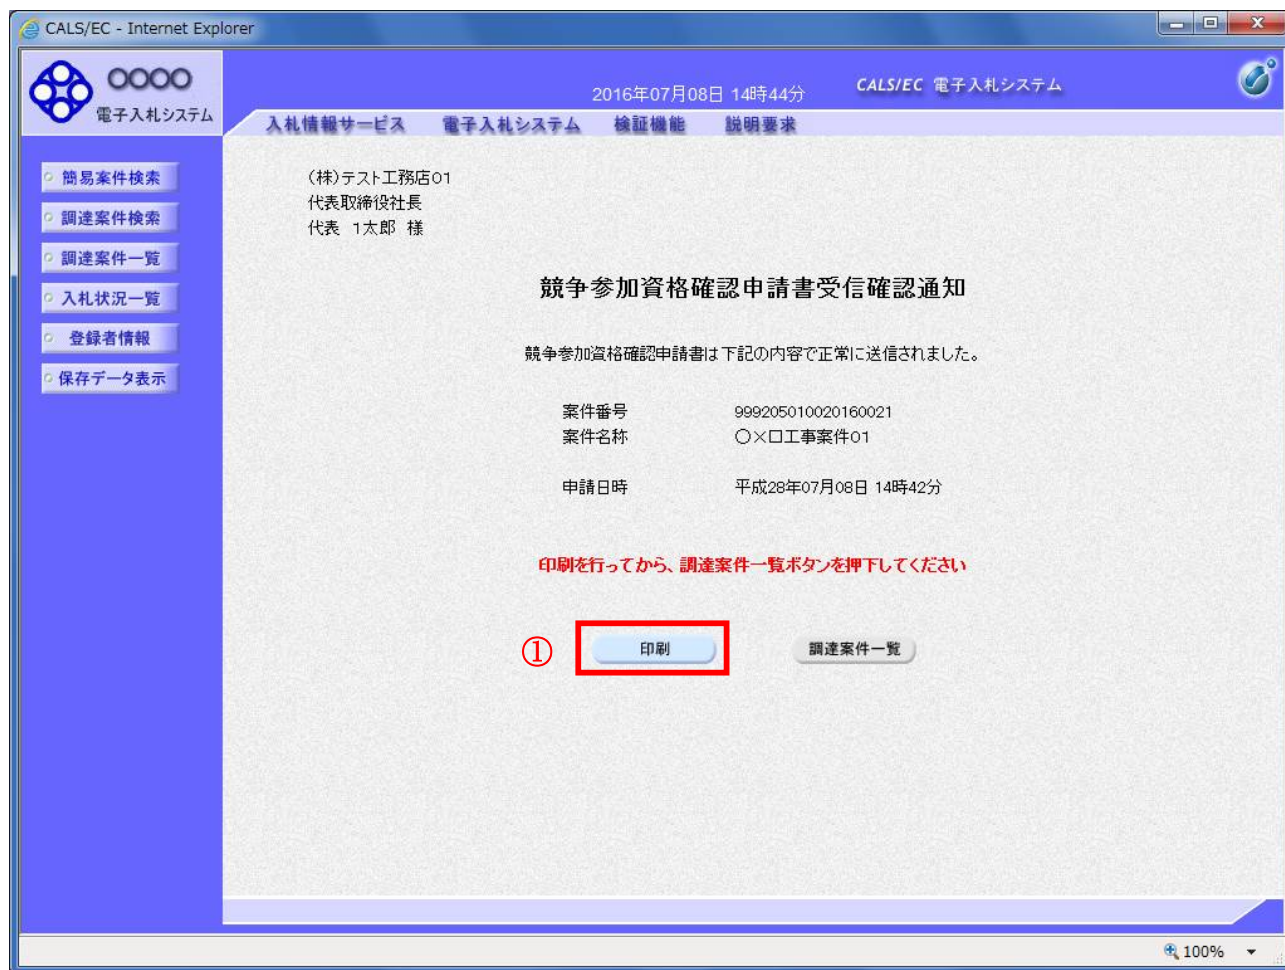 CALS/EC - Internet Explorer
○○○○
電子入札システム
2016年07月08日 14時44分
CALS/EC 電子入札システム
入札情報サービス 電子入札システム 検証機能 説明要求
簡易案件検索
調達案件検索
調達案件一覧
入札状況一覧
登録者情報
保存データ表示
(株)テスト工務店01
代表取締役社長
代表 1太郎 様
競争参加資格確認申請書受信確認通知
競争参加資格確認申請書は下記の内容で正常に送信されました。
案件番号 999205010020160021
案件名称 ○×口工事案件01
申請日時 平成28年07月08日 14時42分
印刷を行ってから、調達案件一覧ボタンを押下してください
① 印刷 調達案件一覧
100%